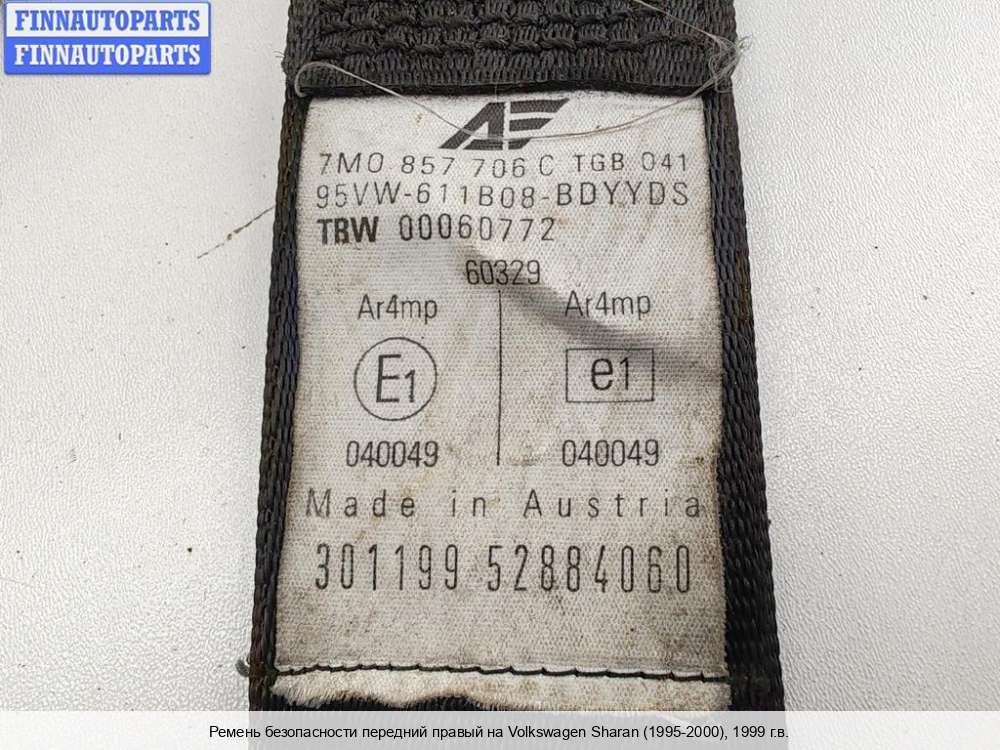 FINNAUTOPARTS
FINNAUTOPARTS
AE
7M0 857 706 C TGB 041
95VW-611B08-BDYYDS
TRW 00060772
60329
Ar4mp Ar4mp
E1 e1
040049 040049
Made in Austria
301199 52884060
Ремень безопасности передний правый на Volkswagen Sharan (1995-2000), 1999 г.в.